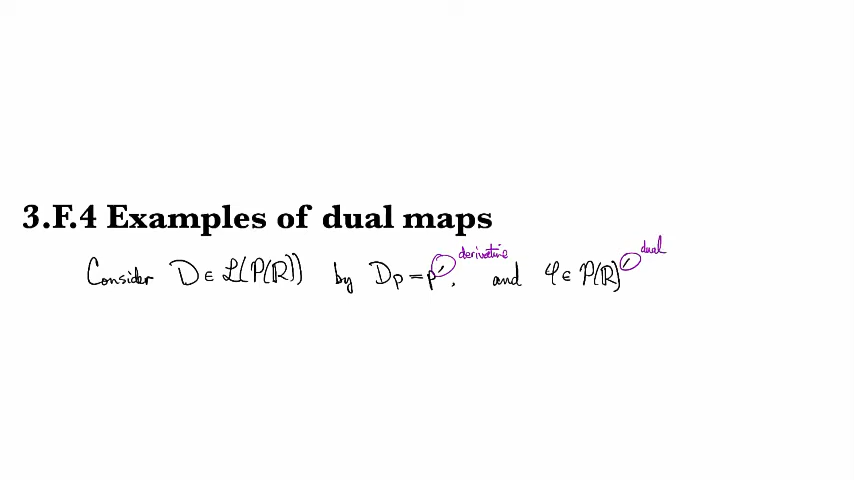 3.F.4 Examples of dual maps
derivative dual
Consider D ∈ ℒ(P(ℝ)) by Dp = p′, and φ ∈ P(ℝ)′